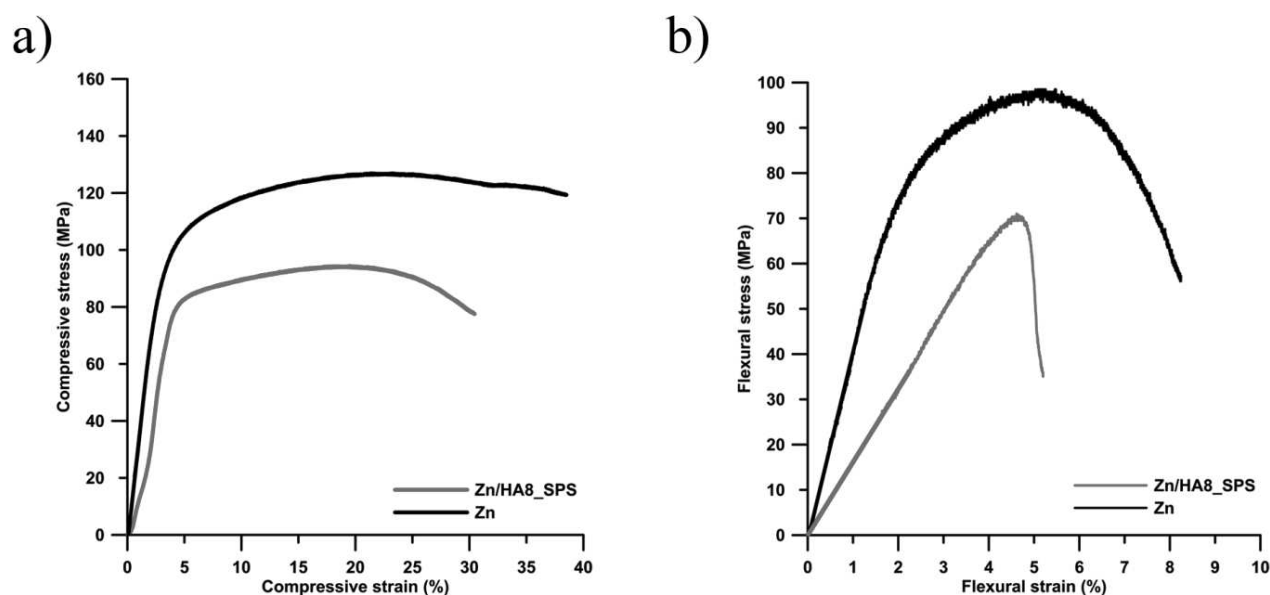 a)
160
140
120
100
80
60
40
20
0
Compressive stress (MPa)
0 5 10 15 20 25 30 35 40
Compressive strain (%)
Zn/HA8_SPS
Zn
b)
100
90
80
70
60
50
40
30
20
10
0
Flexural stress (MPa)
0 1 2 3 4 5 6 7 8 9 10
Flexural strain (%)
Zn/HA8_SPS
Zn